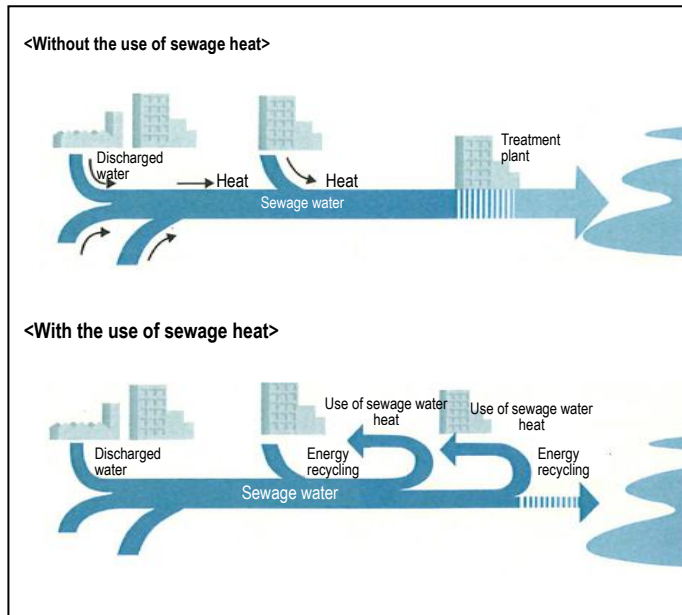 <Without the use of sewage heat>
Treatment
plant
Discharged
water
Heat
Heat
Sewage water
<With the use of sewage heat>
Use of sewage water
heat
Use of sewage water
heat
Discharged
water
Energy
recycling
Energy
recycling
Sewage water